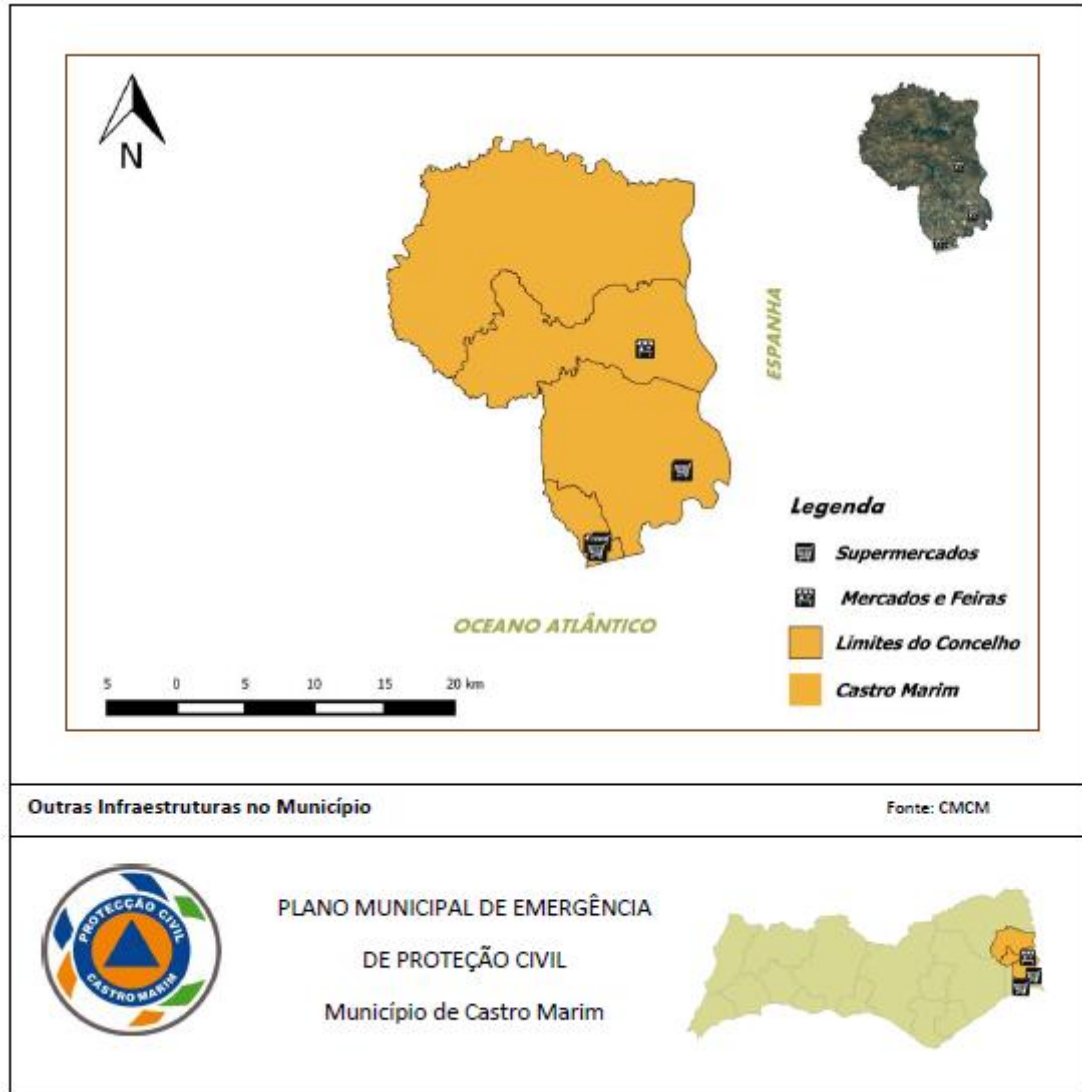 N
ESPANHA
OCEANO ATLÂNTICO
Legenda
Supermercados
Mercados e Feiras
Limites do Concelho
Castro Marim
5 0 5 10 15 20 km
Outras Infraestruturas no Município
Fonte: CMCM
PROTECÇÃO CIVIL
CASTRO MARIM
PLANO MUNICIPAL DE EMERGÊNCIA
DE PROTEÇÃO CIVIL
Município de Castro Marim